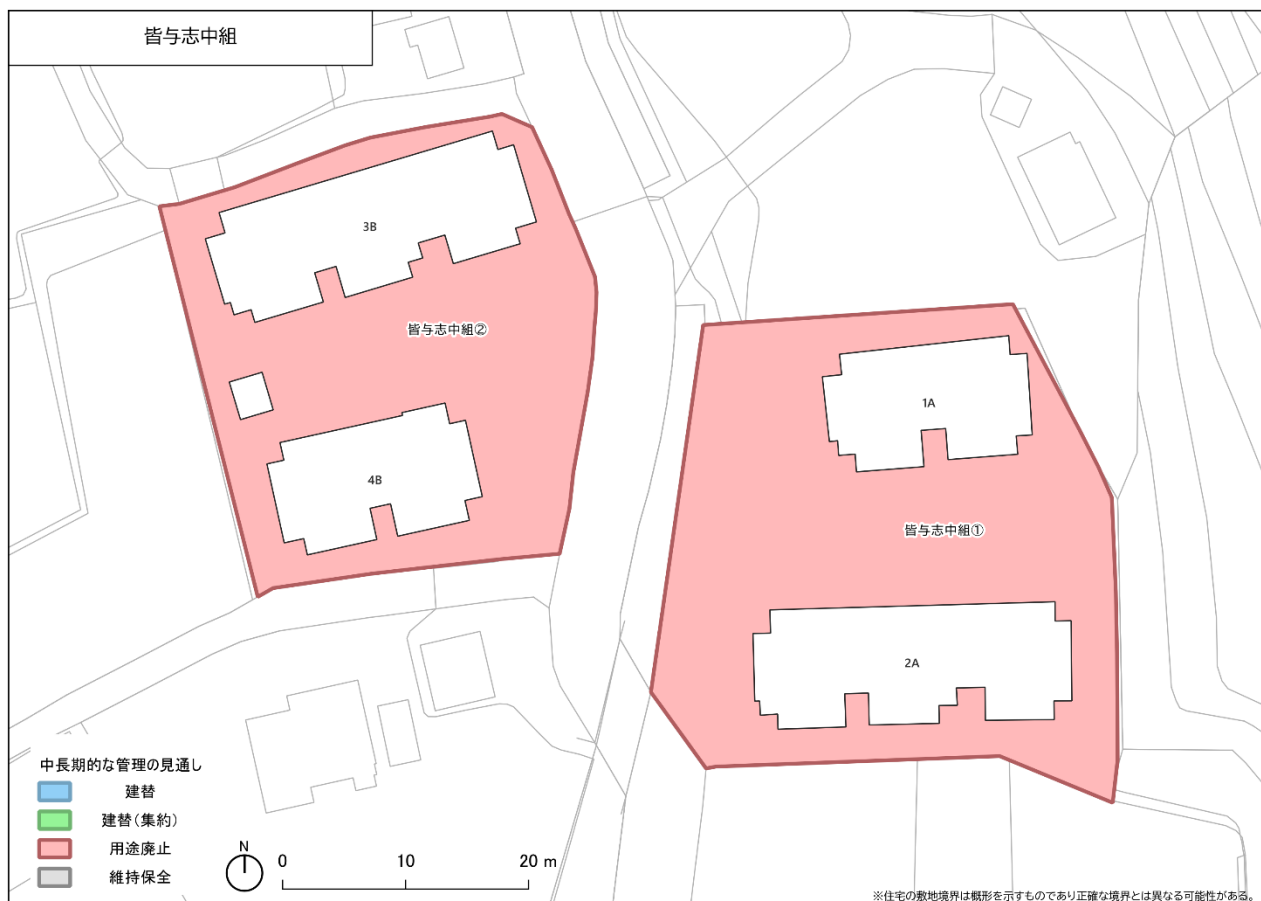 皆与志中組
3B
皆与志中組②
1A
4B
皆与志中組①
2A
中長期的な管理の見通し
建替
建替(集約)
用途廃止
維持保全
N
0 10 20 m
※住宅の敷地境界は概形を示すものであり正確な境界とは異なる可能性がある。